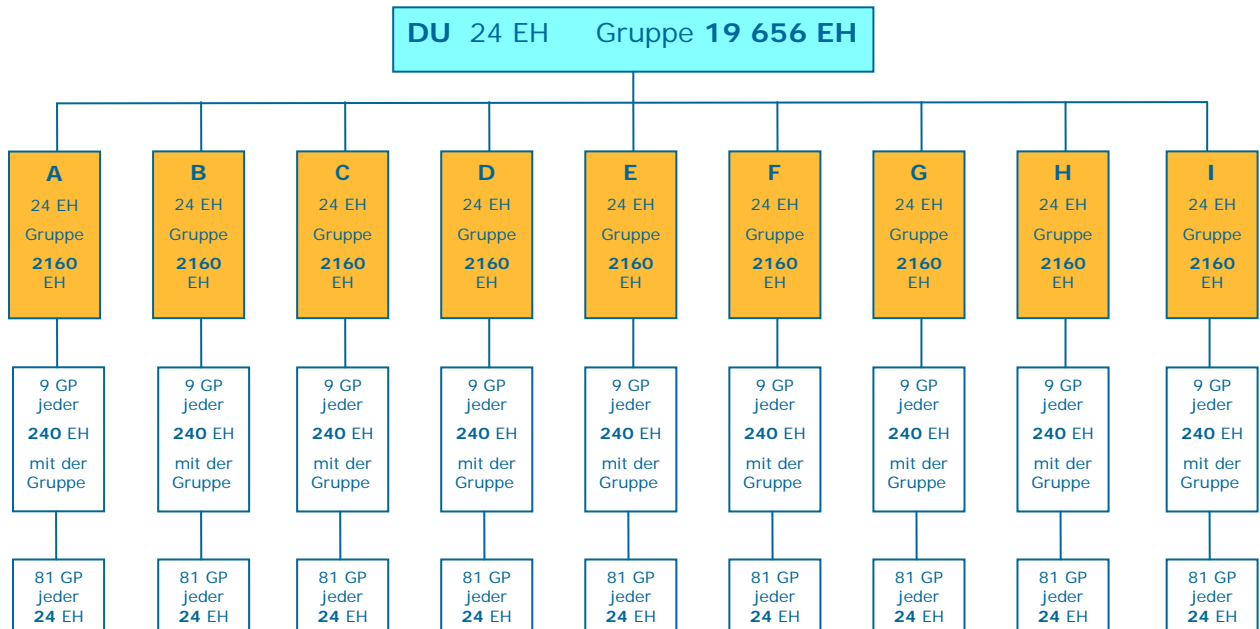 DU 24 EH Gruppe 19 656 EH
A
24 EH
Gruppe
2160
EH
B
24 EH
Gruppe
2160
EH
C
24 EH
Gruppe
2160
EH
D
24 EH
Gruppe
2160
EH
E
24 EH
Gruppe
2160
EH
F
24 EH
Gruppe
2160
EH
G
24 EH
Gruppe
2160
EH
H
24 EH
Gruppe
2160
EH
I
24 EH
Gruppe
2160
EH
9 GP
jeder
240 EH
mit der
Gruppe
9 GP
jeder
240 EH
mit der
Gruppe
9 GP
jeder
240 EH
mit der
Gruppe
9 GP
jeder
240 EH
mit der
Gruppe
9 GP
jeder
240 EH
mit der
Gruppe
9 GP
jeder
240 EH
mit der
Gruppe
9 GP
jeder
240 EH
mit der
Gruppe
9 GP
jeder
240 EH
mit der
Gruppe
9 GP
jeder
240 EH
mit der
Gruppe
81 GP
jeder
24 EH
81 GP
jeder
24 EH
81 GP
jeder
24 EH
81 GP
jeder
24 EH
81 GP
jeder
24 EH
81 GP
jeder
24 EH
81 GP
jeder
24 EH
81 GP
jeder
24 EH
81 GP
jeder
24 EH